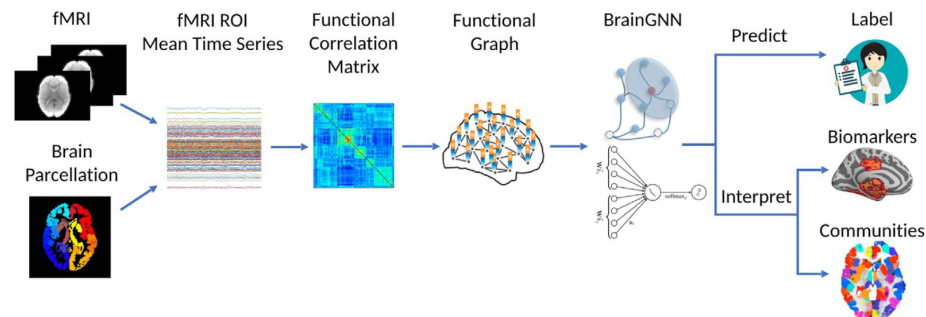 fMRI
fMRI ROI
Mean Time Series
Functional
Correlation
Matrix
Functional
Graph
BrainGNN
Predict
Label
Brain
Parcellation
Biomarkers
Interpret
Communities